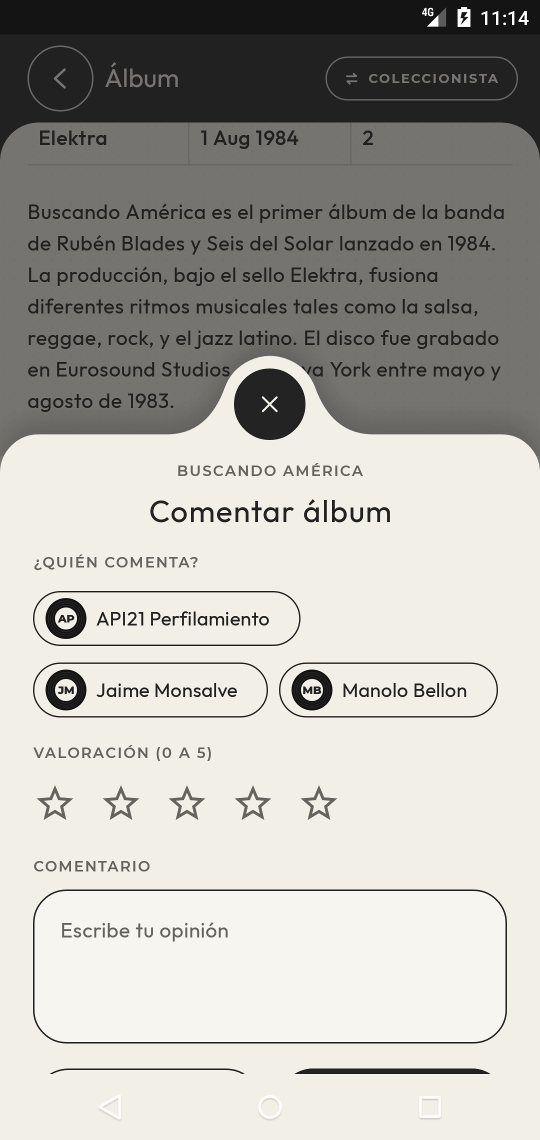 4G 11:14
Álbum COLECCIONISTA
Elektra 1 Aug 1984 2
Buscando América es el primer álbum de la banda
de Rubén Blades y Seis del Solar lanzado en 1984.
La producción, bajo el sello Elektra, fusiona
diferentes ritmos musicales tales como la salsa,
reggae, rock, y el jazz latino. El disco fue grabado
en Eurosound Studios York entre mayo y
agosto de 1983.
BUSCANDO AMÉRICA
Comentar álbum
¿QUIÉN COMENTA?
AP API21 Perfilamiento
JM Jaime Monsalve MB Manolo Bellon
VALORACIÓN (0 A 5)
COMENTARIO
Escribe tu opinión